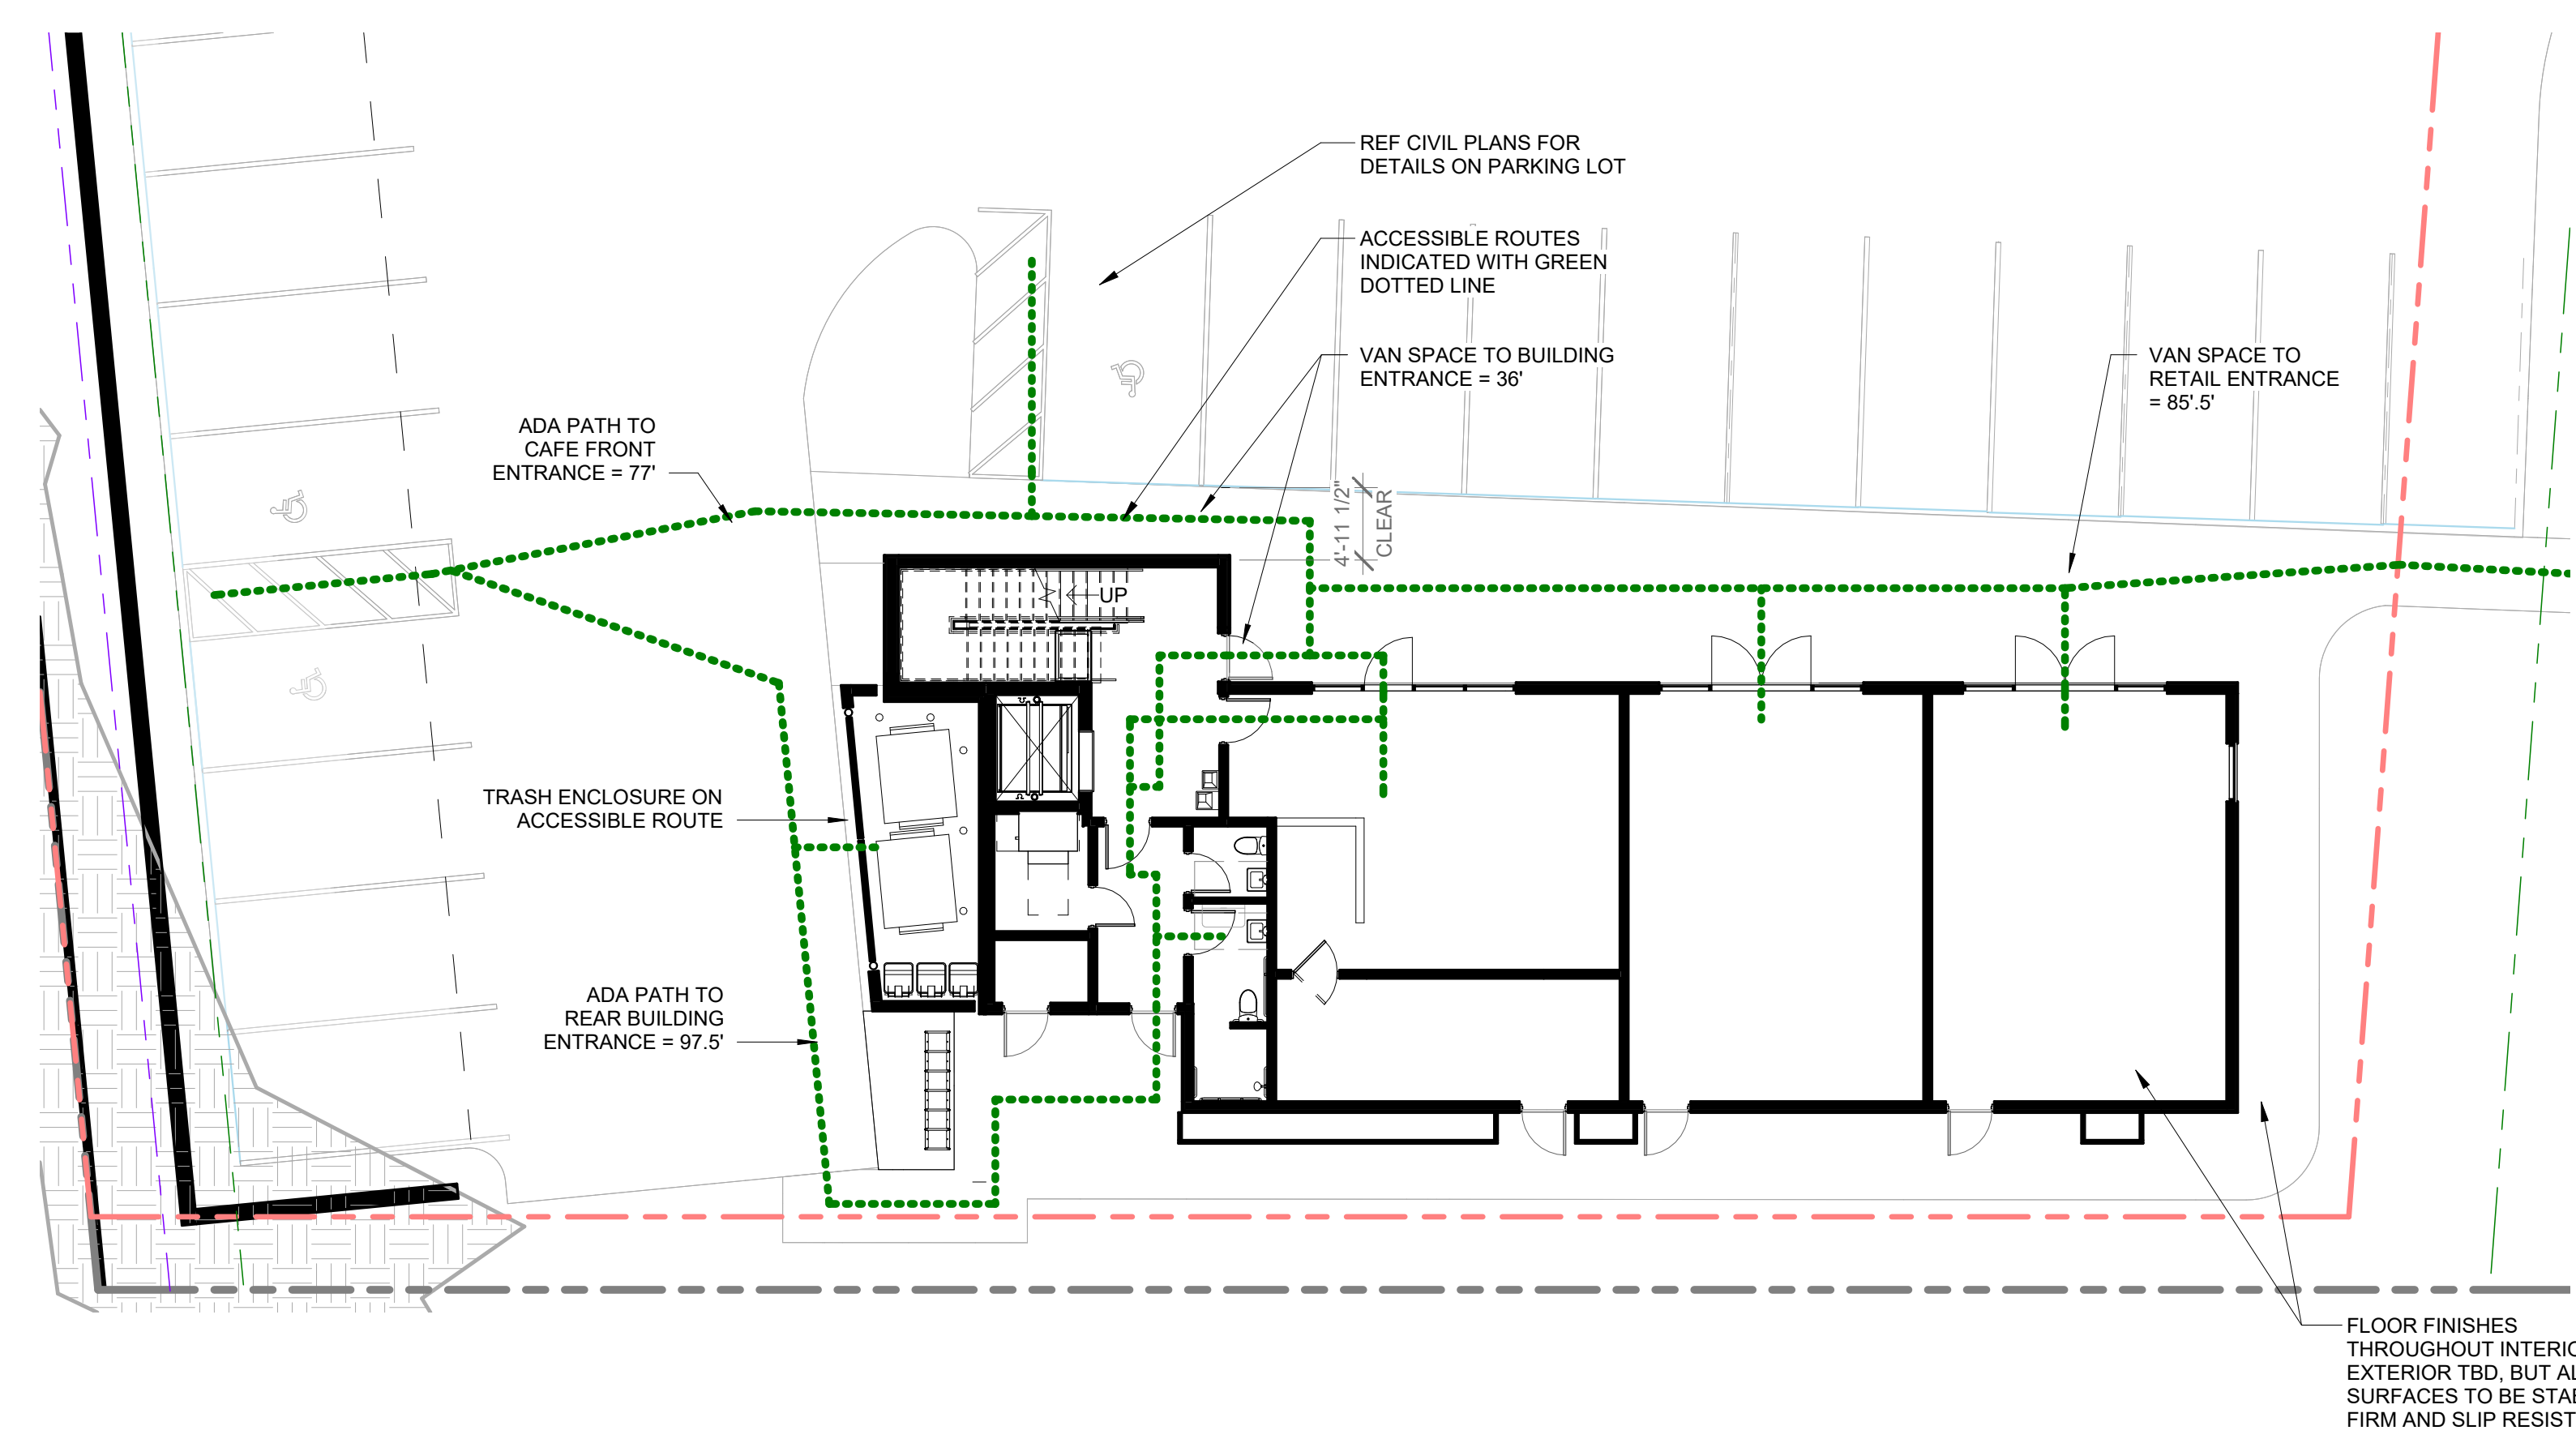 REF CIVIL PLANS FOR
DETAILS ON PARKING LOT
ACCESSIBLE ROUTES
INDICATED WITH GREEN
DOTTED LINE
VAN SPACE TO BUILDING
ENTRANCE = 36'
VAN SPACE TO
RETAIL ENTRANCE
= 85'.5'
ADA PATH TO
CAFE FRONT
ENTRANCE = 77'
4'-11 1/2"
CLEAR
UP
TRASH ENCLOSURE ON
ACCESSIBLE ROUTE
ADA PATH TO
REAR BUILDING
ENTRANCE = 97.5'
FLOOR FINISHES
THROUGHOUT
EXTERIOR TBD, BUT
SURFACES TO BE
FIRM AND SLIP